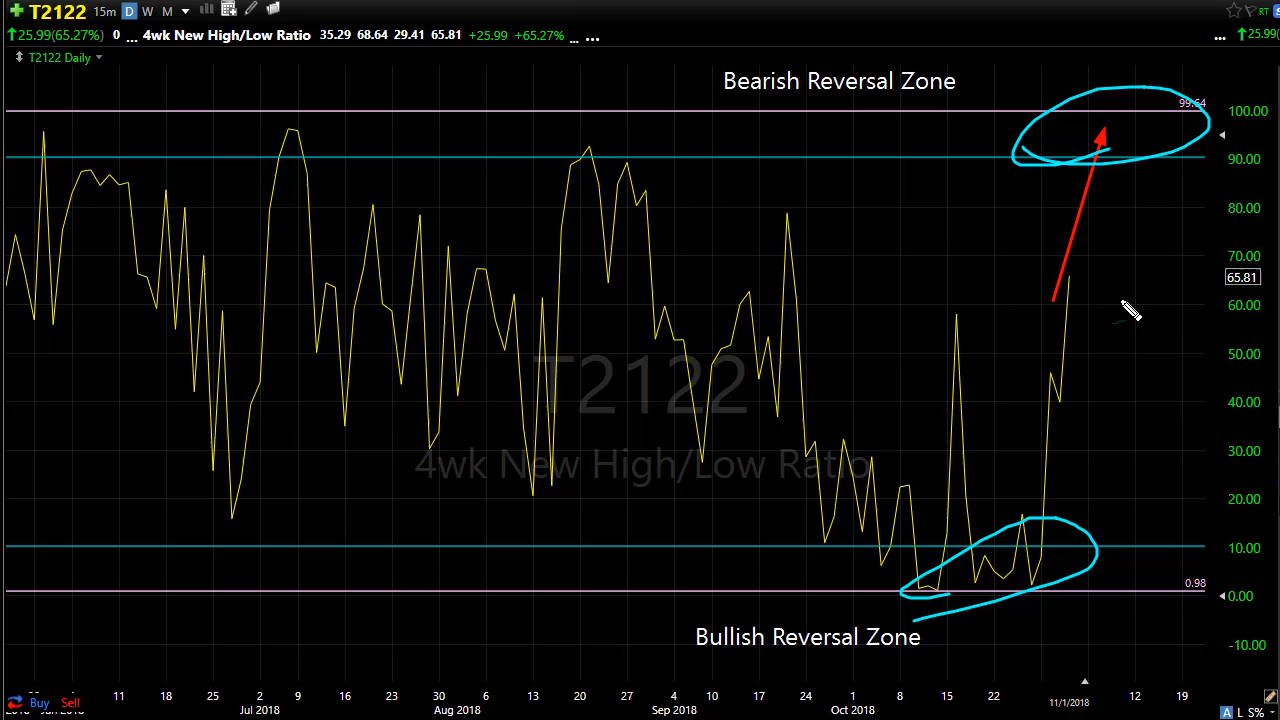 T2122 15m D W M RT
25.99(65.27%) 0 ... 4wk New High/Low Ratio 35.29 68.64 29.41 65.81 +25.99 +65.27% ... ... ... 25.99
T2122 Daily
Bearish Reversal Zone
99.64
100.00
90.00
80.00
70.00
65.81
60.00
50.00
T2122
40.00
4wk New High/Low Ratio
30.00
20.00
10.00
0.98
0.00
Bullish Reversal Zone
-10.00
11 18 25 2 9 16 23 30 6 13 20 27 4 10 17 24 1 8 15 22 12 19
Buy Sell
Jul 2018 Aug 2018 Sep 2018 Oct 2018 11/1/2018
A L S%